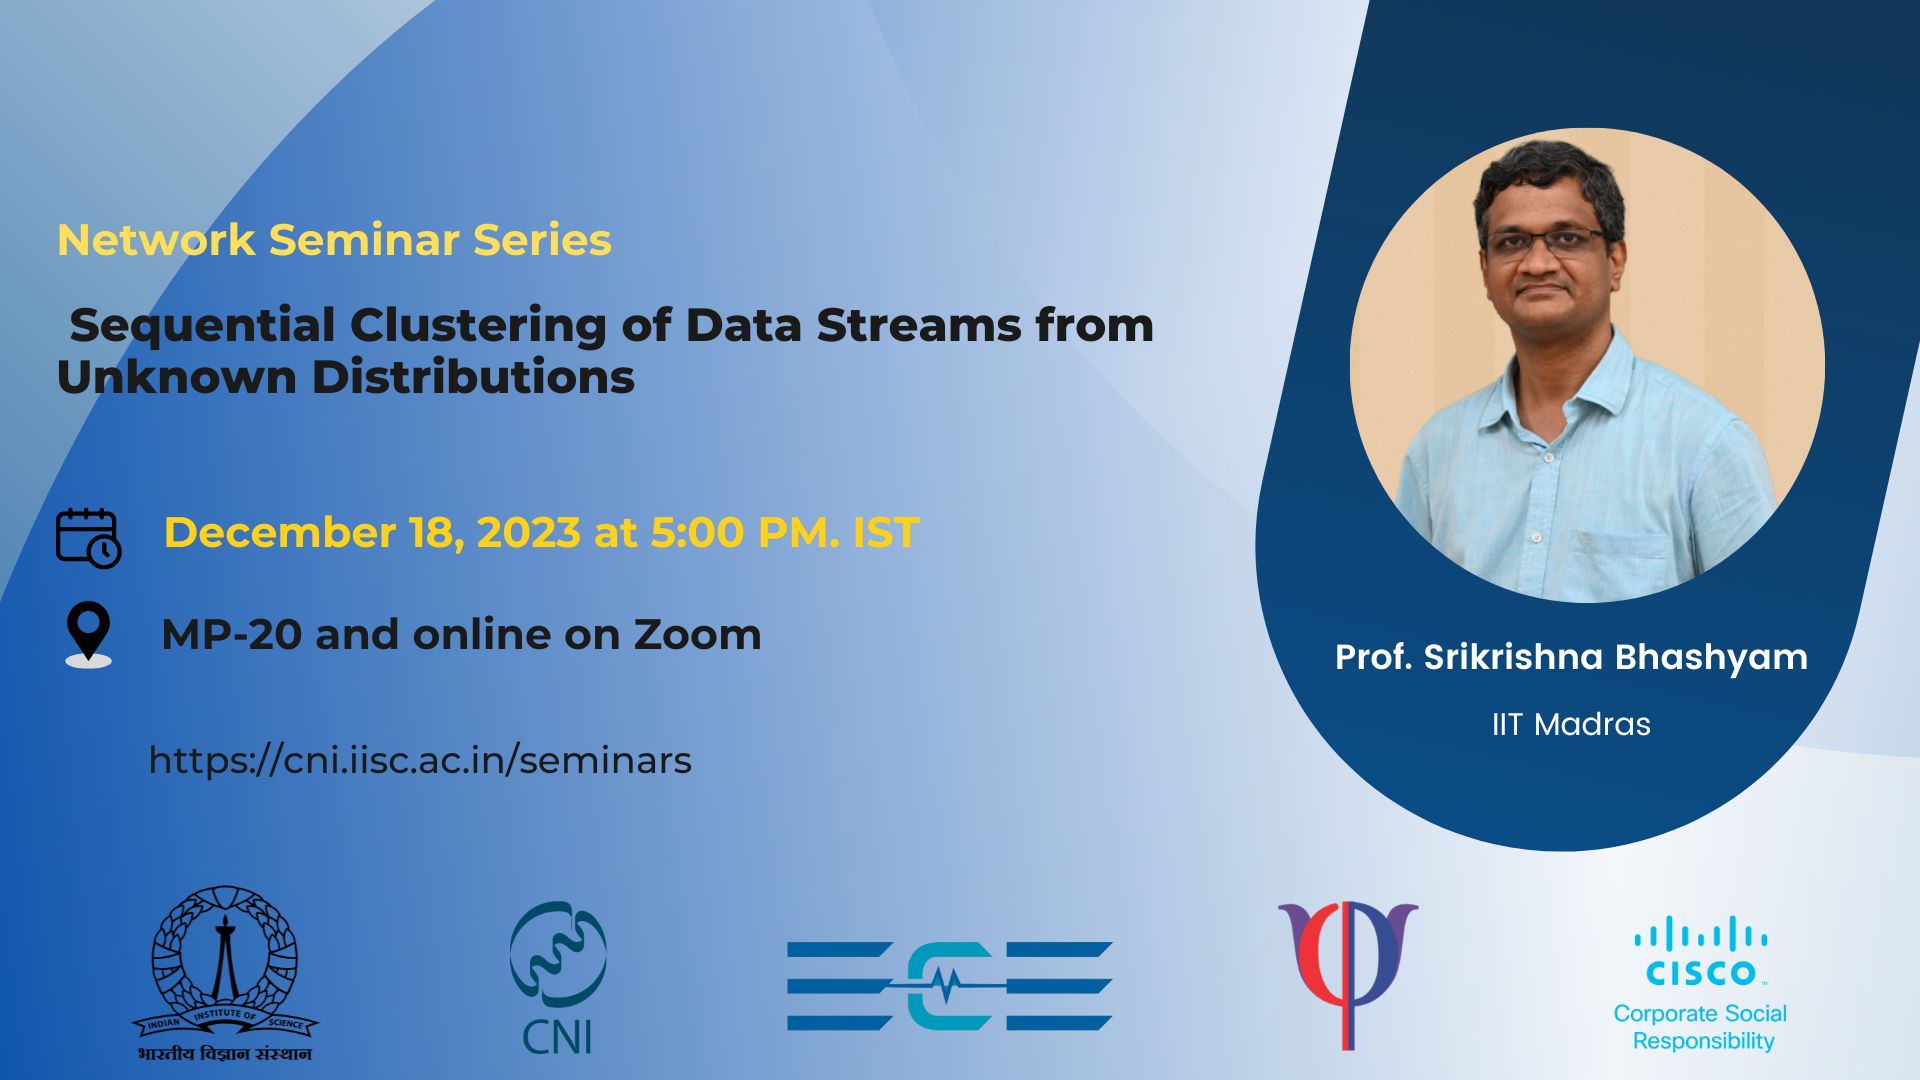 Network Seminar Series
Sequential Clustering of Data Streams from
Unknown Distributions
December 18, 2023 at 5:00 PM. IST
MP-20 and online on Zoom
https://cni.iisc.ac.in/seminars
Prof. Srikrishna Bhashyam
IIT Madras
INDIAN INSTITUTE OF SCIENCE
भारतीय विज्ञान संस्थान
CNI
ECE
CISCO
Corporate Social
Responsibility